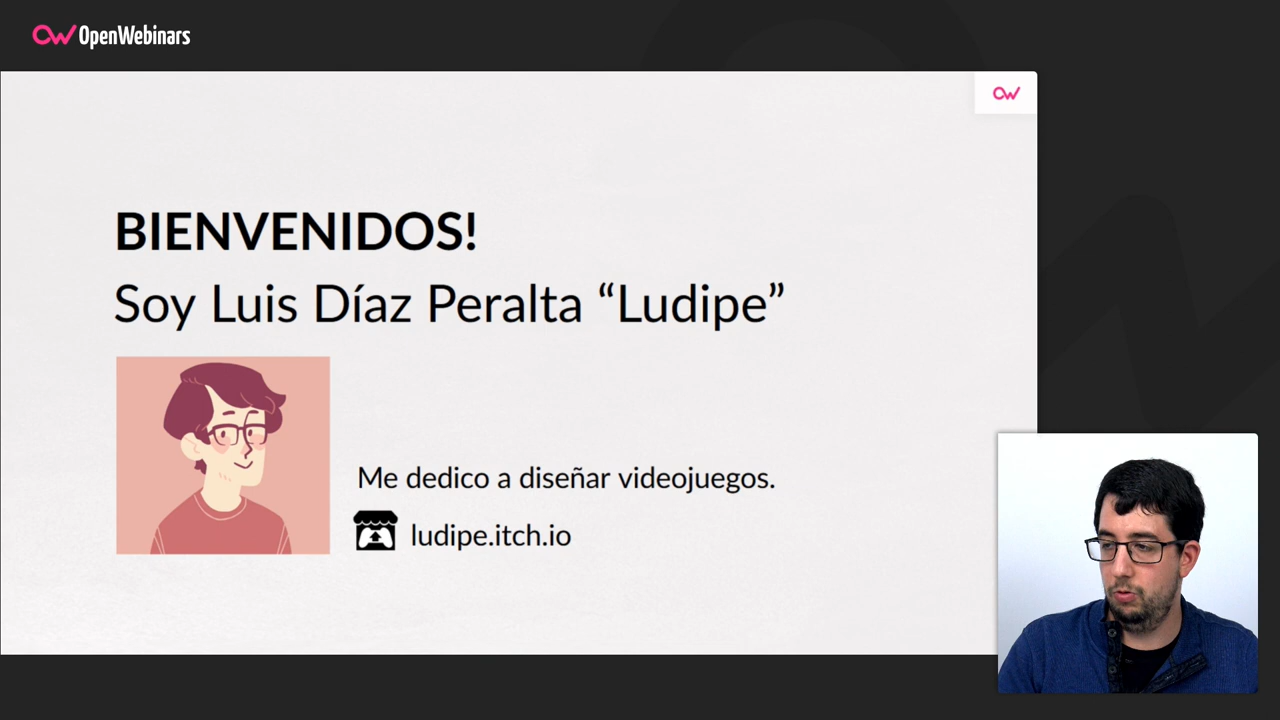 OpenWebinars
BIENVENIDOS!
Soy Luis Díaz Peralta “Ludipe”
Me dedico a diseñar videojuegos.
ludipe.itch.io